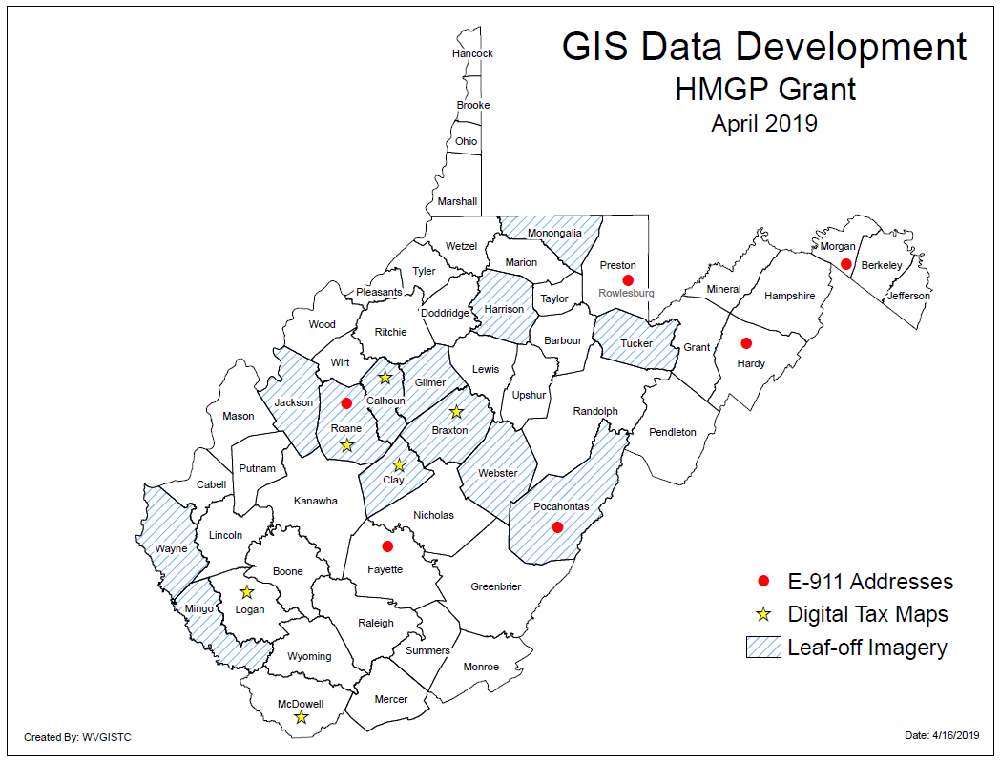 GIS Data Development
HMGP Grant
April 2019
Hancock
Brooke
Ohio
Marshall
Wetzel
Monongalia
Marion
Preston
Rowlesburg
Morgan
Berkeley
Jefferson
Mineral
Hampshire
Tyler
Pleasants
Doddridge
Harrison
Taylor
Wood
Ritchie
Barbour
Tucker
Grant
Hardy
Wirt
Lewis
Gilmer
Calhoun
Upshur
Jackson
Roane
Braxton
Randolph
Pendleton
Mason
Putnam
Cabell
Clay
Webster
Kanawha
Pocahontas
Nicholas
Wayne
Lincoln
Boone
Fayette
Greenbrier
Mingo
Logan
Raleigh
Wyoming
Summers
Monroe
McDowell
Mercer
E-911 Addresses
Digital Tax Maps
Leaf-off Imagery
Created By: WVGISTC
Date: 4/16/2019